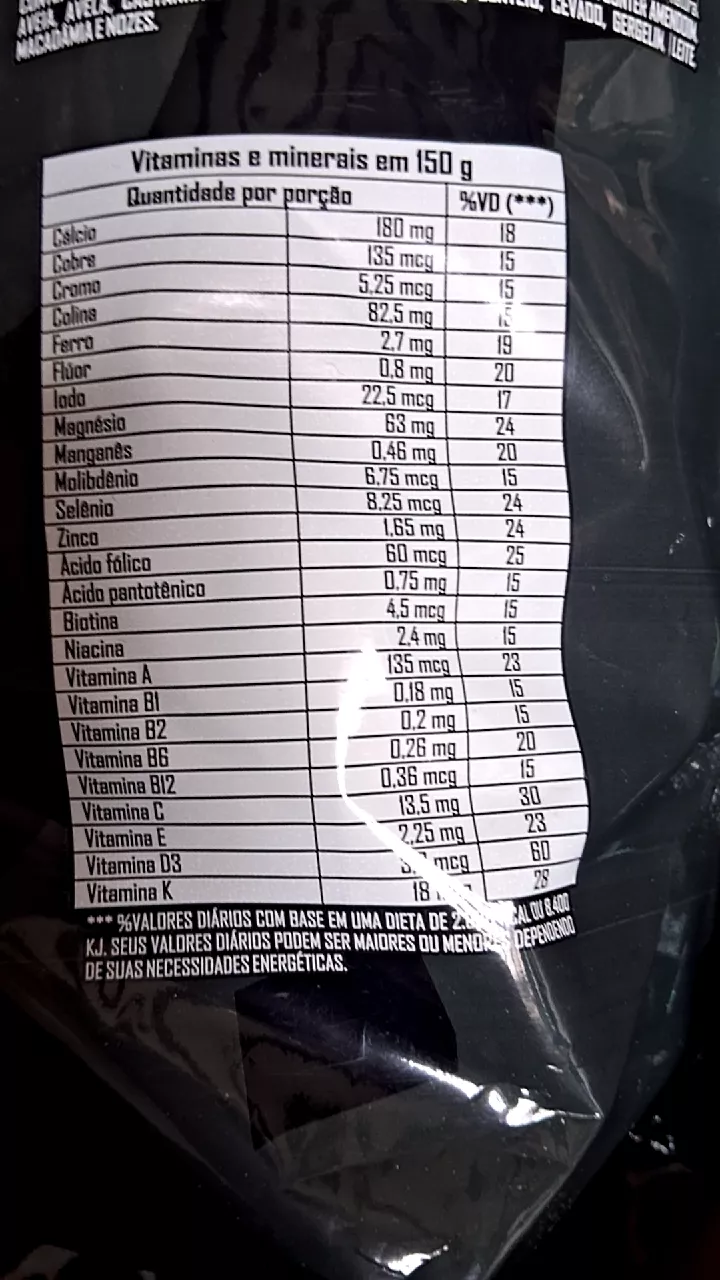 AVEIA, AVELÃ,
CEVADO, GERGELIM, LEITE,
AMENDOIM,
MACADÂMIA E NOZES.
Vitaminas e minerais em 150 g
Quantidade por porção %VD (***)
Cálcio 180 mg 18
Cobre 135 mcg 15
Cromo 5,25 mcg 15
Colina 82,5 mg 15
Ferro 2,7 mg 19
Flúor 0,8 mg 20
Iodo 22,5 mcg 17
Magnésio 63 mg 24
Manganês 0,46 mg 20
Molibdênio 6,75 mcg 15
Selênio 8,25 mcg 24
Zinco 1,65 mg 24
Ácido fólico 60 mcg 25
Ácido pantotênico 0,75 mg 15
Biotina 4,5 mcg 15
Niacina 2,4 mg 15
Vitamina A 135 mcg 23
Vitamina B1 0,18 mg 15
Vitamina B2 0,2 mg 15
Vitamina B6 0,26 mg 20
Vitamina B12 0,36 mcg 15
Vitamina C 13,5 mg 30
Vitamina E 2,25 mg 23
Vitamina D3 mcg 60
Vitamina K 18 28
*** %VALORES DIÁRIOS COM BASE EM UMA DIETA DE OU 8.400
KJ. SEUS VALORES DIÁRIOS PODEM SER MAIORES OU MENORES DEPENDENDO
DE SUAS NECESSIDADES ENERGÉTICAS.